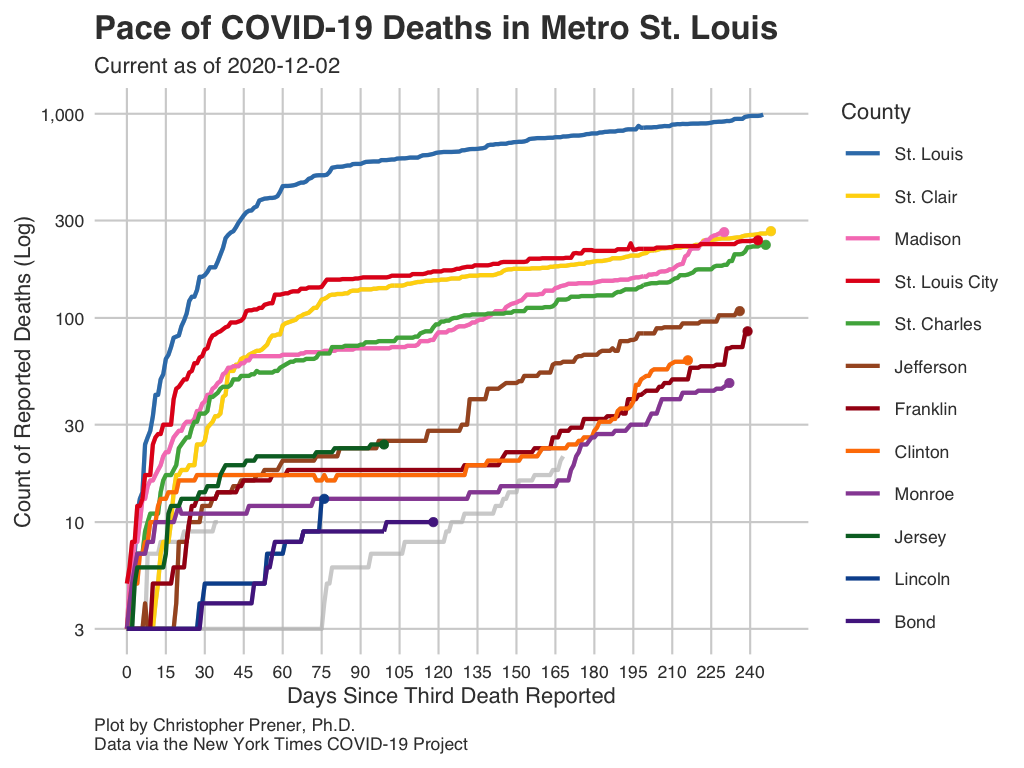 Pace of COVID-19 Deaths in Metro St. Louis
Current as of 2020-12-02
Count of Reported Deaths (Log)
1,000
300
100
30
10
3
0 15 30 45 60 75 90 105 120 135 150 165 180 195 210 225 240
Days Since Third Death Reported
County
St. Louis
St. Clair
Madison
St. Louis City
St. Charles
Jefferson
Franklin
Clinton
Monroe
Jersey
Lincoln
Bond
Plot by Christopher Prener, Ph.D.
Data via the New York Times COVID-19 Project